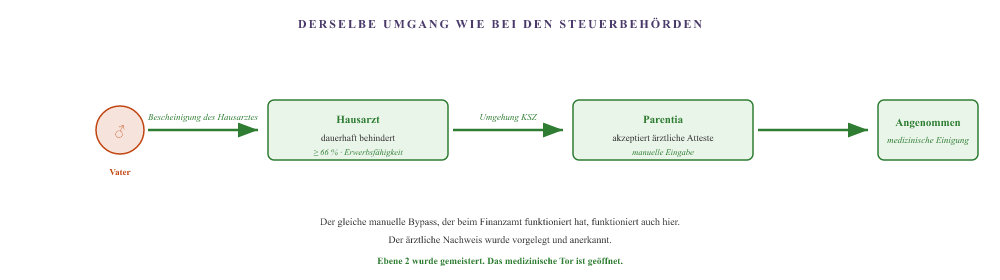 DERSELBE UMGANG WIE BEI DEN STEUERBEHÖRDEN
Bescheinigung des Hausarztes
Hausarzt
dauerhaft behindert
≥ 66 % · Erwerbsfähigkeit
Umgehung KSZ
Parentia
akzeptiert ärztliche Atteste
manuelle Eingabe
Angenommen
medizinische Einigung
♂
Vater
Der gleiche manuelle Bypass, der beim Finanzamt funktioniert hat, funktioniert auch hier.
Der ärztliche Nachweis wurde vorgelegt und anerkannt.
Ebene 2 wurde gemeistert. Das medizinische Tor ist geöffnet.